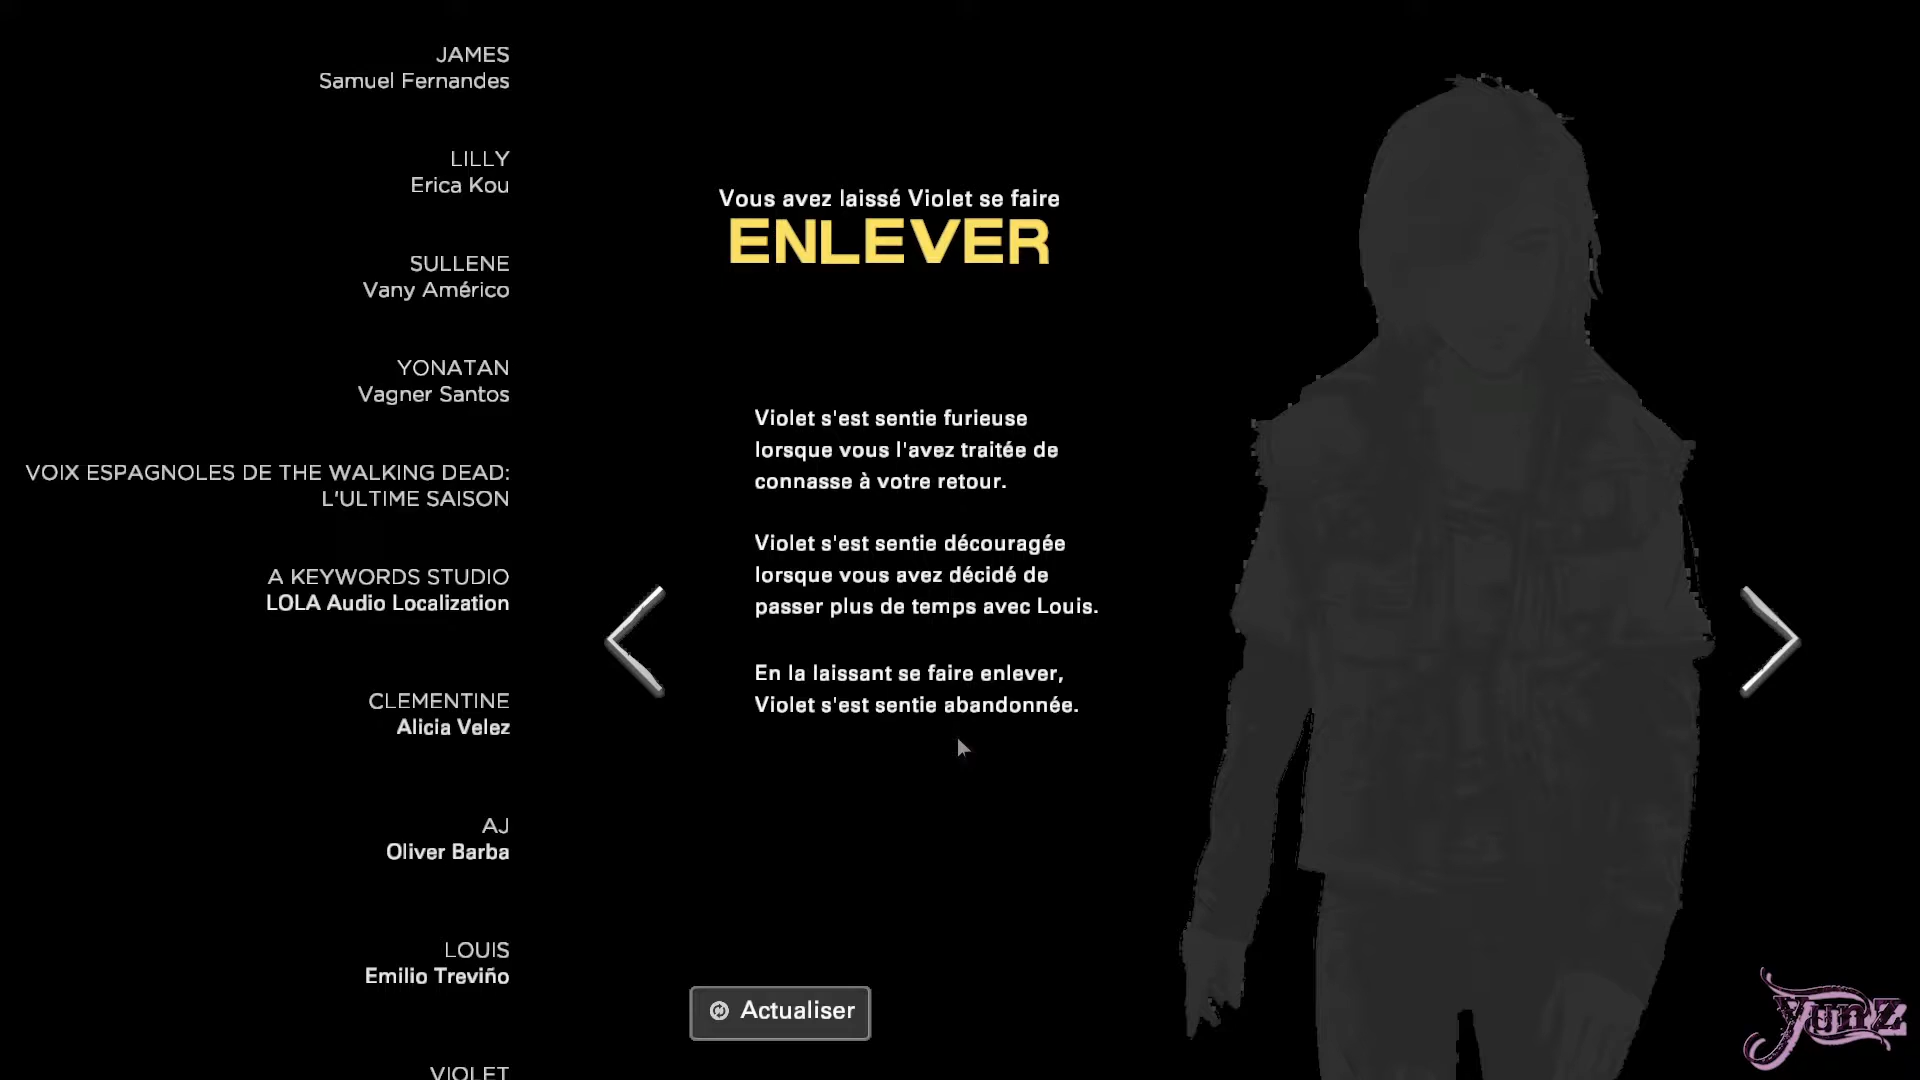 JAMES
Samuel Fernandes
LILLY
Erica Kou
SULLENE
Vany Américo
YONATAN
Vagner Santos
VOIX ESPAGNOLES DE THE WALKING DEAD:
L'ULTIME SAISON
A KEYWORDS STUDIO
LOLA Audio Localization
CLEMENTINE
Alicia Velez
AJ
Oliver Barba
LOUIS
Emilio Treviño
VIOLET
Vous avez laissé Violet se faire
ENLEVER
Violet s'est sentie furieuse
lorsque vous l'avez traitée de
connasse à votre retour.
Violet s'est sentie découragée
lorsque vous avez décidé de
passer plus de temps avec Louis.
En la laissant se faire enlever,
Violet s'est sentie abandonnée.
Actualiser
Yunz